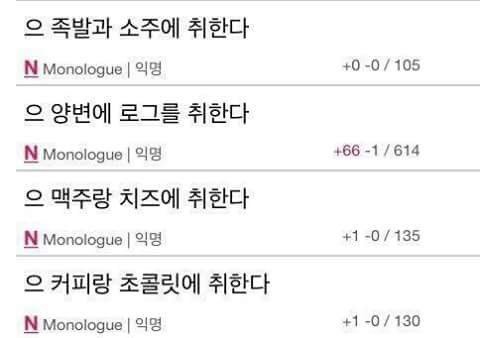 으 족발과 소주에 취한다
N Monologue | 익명 +0 -0 / 105
으 양변에 로그를 취한다
N Monologue | 익명 +66 -1 / 614
으 맥주랑 치즈에 취한다
N Monologue | 익명 +1 -0 / 135
으 커피랑 초콜릿에 취한다
N Monologue | 익명 +1 -0 / 130